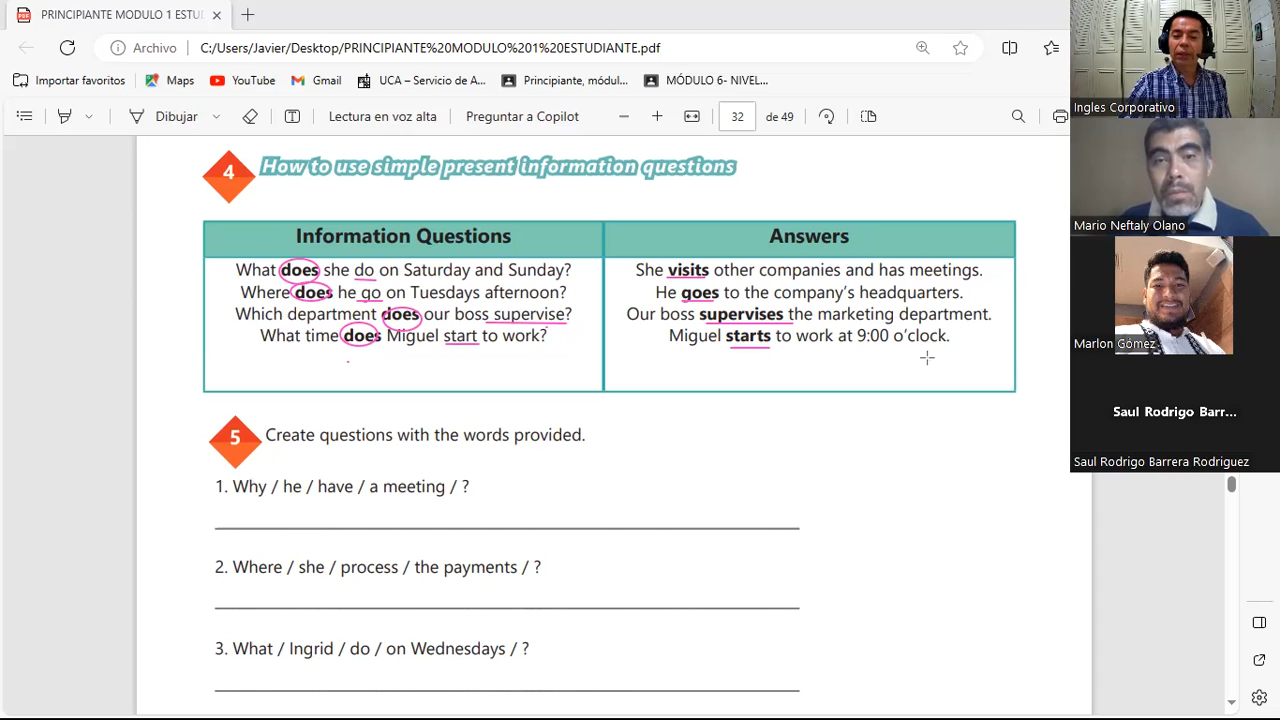 PRINCIPIANTE MODULO 1 ESTUD
Archivo C:/Users/Javier/Desktop/PRINCIPIANTE%20MODULO%201%20ESTUDIANTE.pdf
Importar favoritos Maps YouTube Gmail UCA – Servicio de A... Principiante, módul... MÓDULO 6- NIVEL...
Dibujar Lectura en voz alta Preguntar a Copilot 32 de 49
4 How to use simple present information questions
Information Questions Answers
What does she do on Saturday and Sunday? She visits other companies and has meetings.
Where does he go on Tuesdays afternoon? He goes to the company's headquarters.
Which department does our boss supervise? Our boss supervises the marketing department.
What time does Miguel start to work? Miguel starts to work at 9:00 o'clock.
5 Create questions with the words provided.
1. Why / he / have / a meeting / ?
2. Where / she / process / the payments / ?
3. What / Ingrid / do / on Wednesdays / ?
Ingles Corporativo
Mario Neftaly Olano
Marlon Gómez
Saul Rodrigo Barr...
Saul Rodrigo Barrera Rodriguez